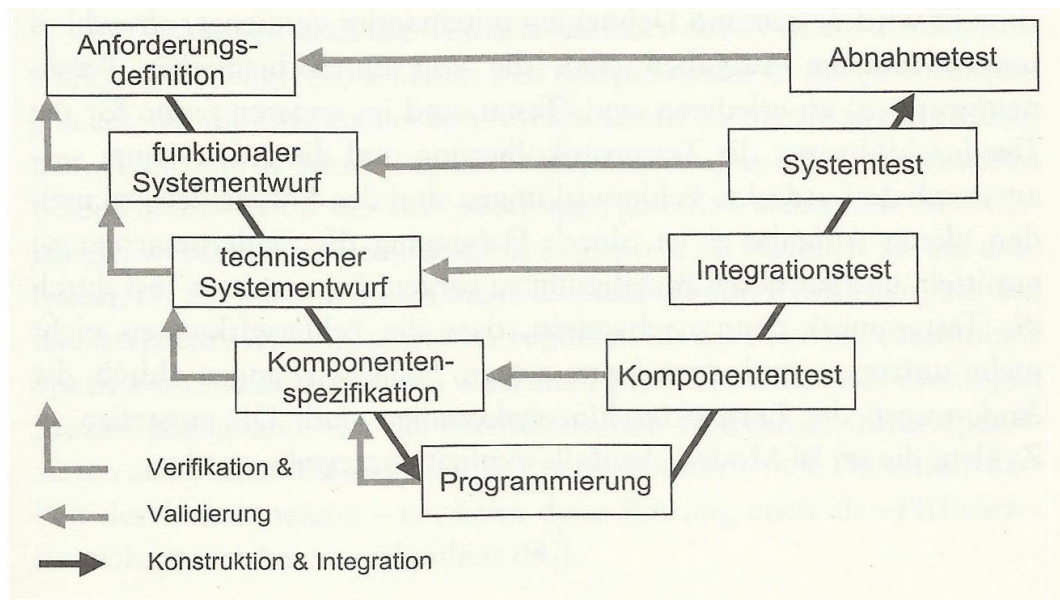 Anforderungs-
definition
Abnahmetest
funktionaler
Systementwurf
Systemtest
technischer
Systementwurf
Integrationstest
Komponenten-
spezifikation
Komponententest
Programmierung
Verifikation &
Validierung
Konstruktion & Integration